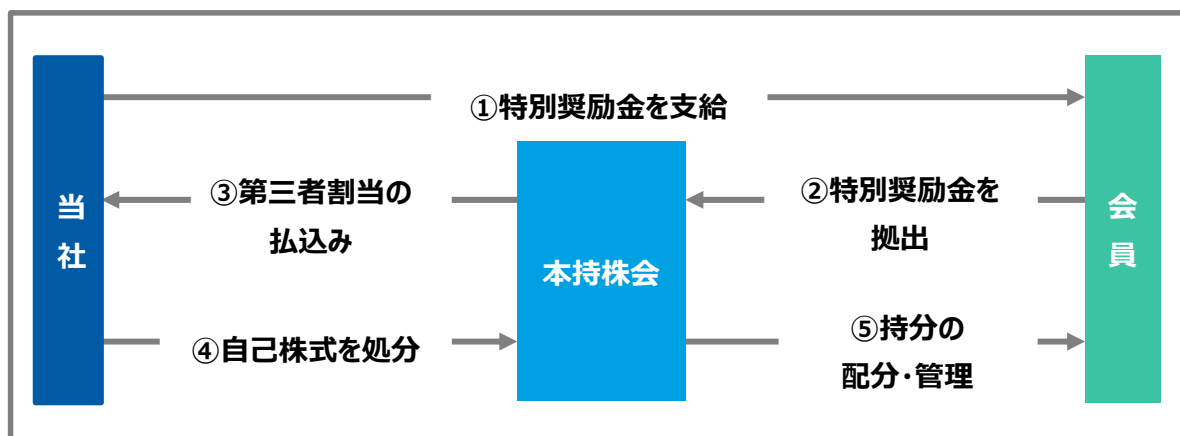 ①特別奨励金を支給
当社
③第三者割当の
払込み
本持株会
②特別奨励金を
拠出
会員
④自己株式を処分
⑤持分の
配分・管理